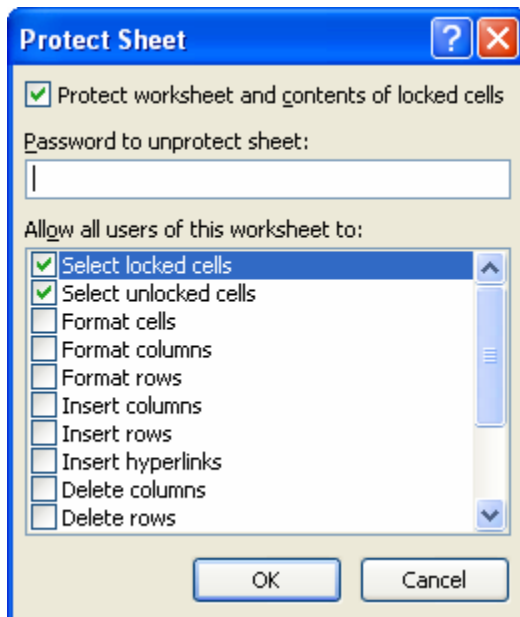 Protect Sheet
Protect worksheet and contents of locked cells
Password to unprotect sheet:
Allow all users of this worksheet to:
Select locked cells
Select unlocked cells
Format cells
Format columns
Format rows
Insert columns
Insert rows
Insert hyperlinks
Delete columns
Delete rows
OK Cancel